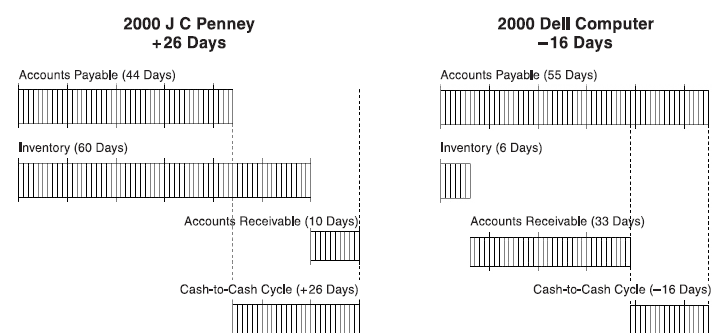 2000 J C Penney
+26 Days
Accounts Payable (44 Days)
Inventory (60 Days)
Accounts Receivable (10 Days)
Cash-to-Cash Cycle (+26 Days)
2000 Dell Computer
−16 Days
Accounts Payable (55 Days)
Inventory (6 Days)
Accounts Receivable (33 Days)
Cash-to-Cash Cycle (−16 Days)